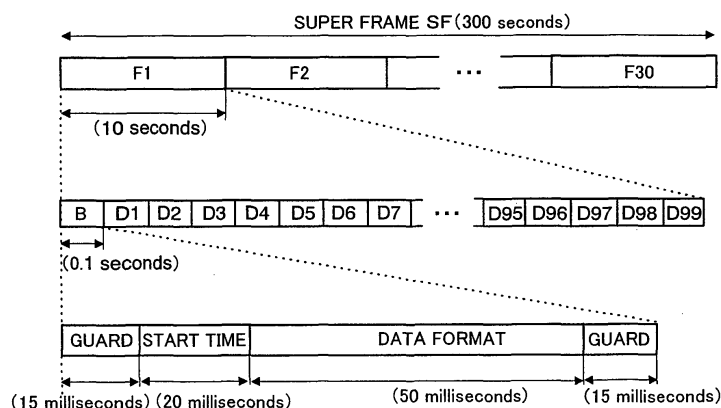 SUPER FRAME SF(300 seconds)
F1 F2 ··· F30
(10 seconds)
B D1 D2 D3 D4 D5 D6 D7 ··· D95 D96 D97 D98 D99
(0.1 seconds)
GUARD START TIME DATA FORMAT GUARD
(15 milliseconds) (20 milliseconds) (50 milliseconds) (15 milliseconds)